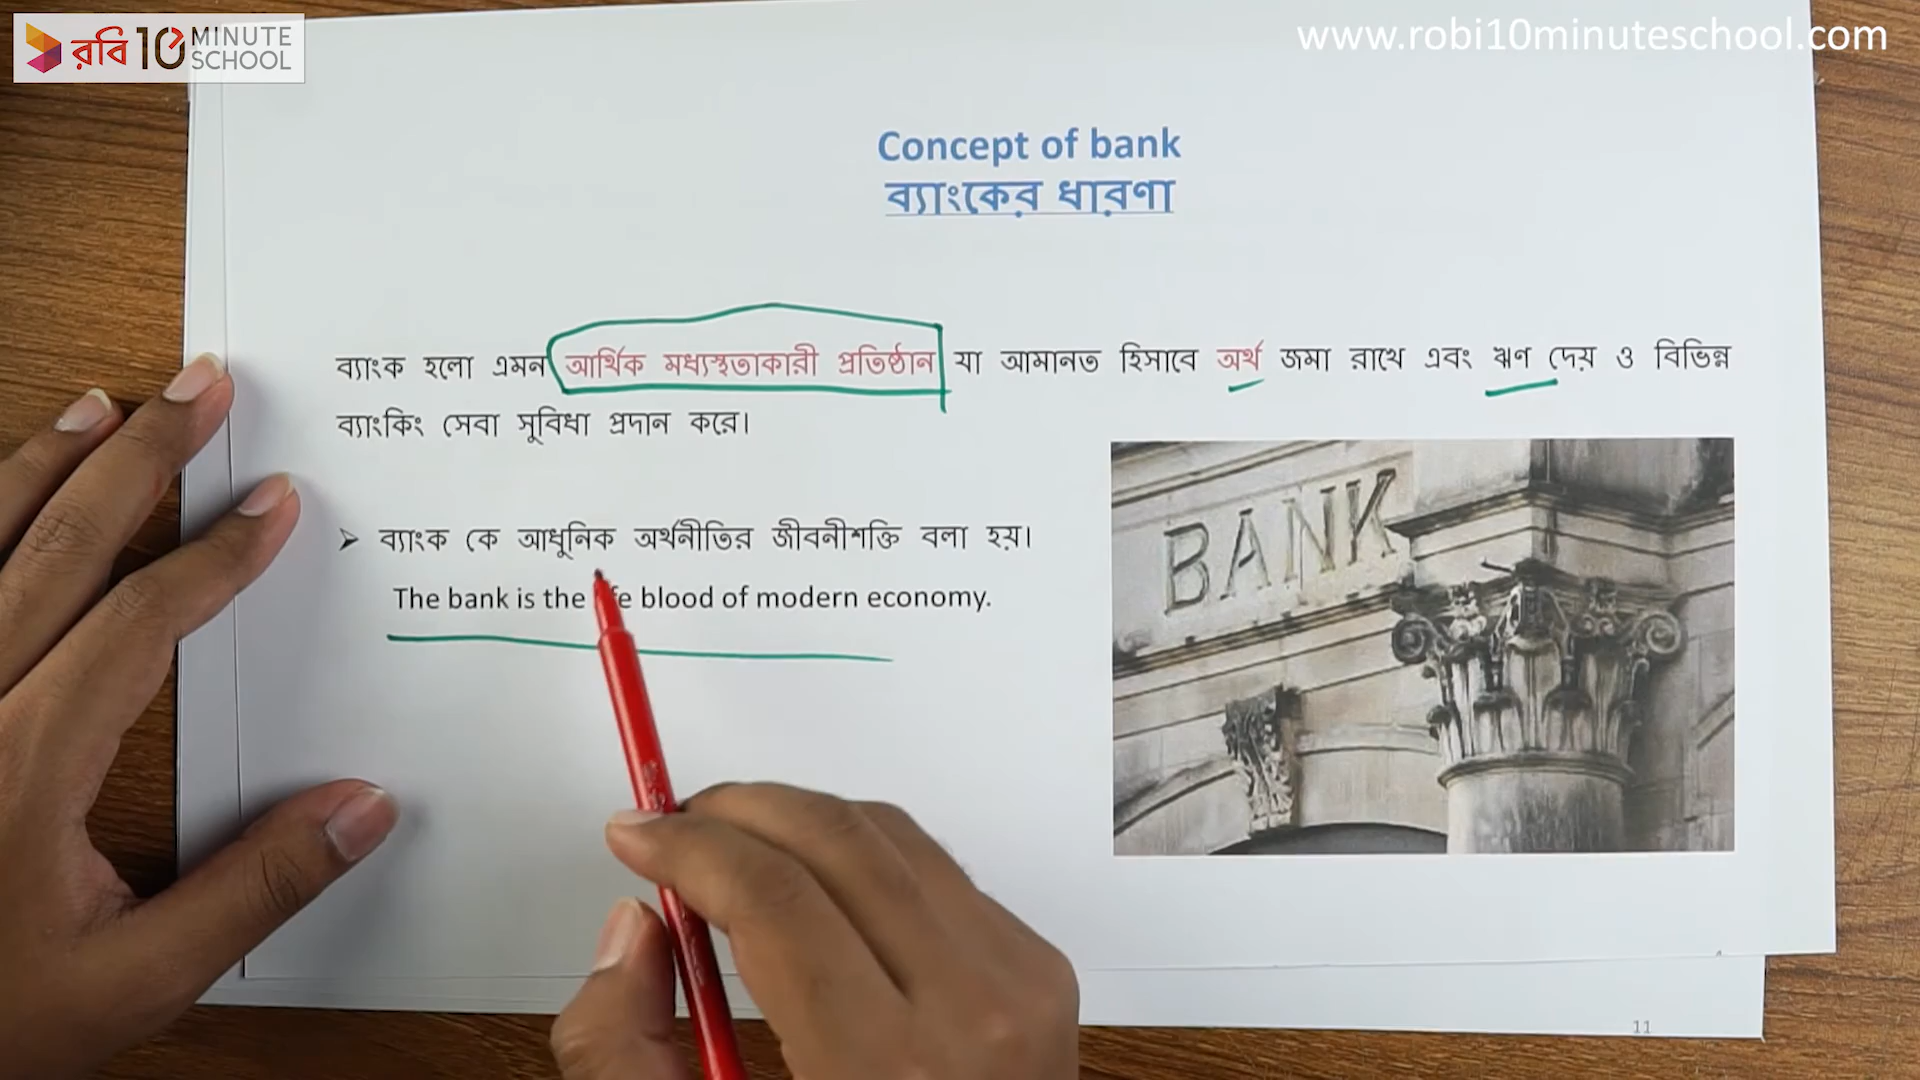 রবি 10 MINUTE SCHOOL
www.robi10minuteschool.com
Concept of bank
ব্যাংকের ধারণা
ব্যাংক হলো এমন আর্থিক মধ্যস্থতাকারী প্রতিষ্ঠান যা আমানত হিসাবে অর্থ জমা রাখে এবং ঋণ দেয় ও বিভিন্ন
ব্যাংকিং সেবা সুবিধা প্রদান করে।
➢ ব্যাংক কে আধুনিক অর্থনীতির জীবনীশক্তি বলা হয়।
The bank is the life blood of modern economy.
BANK
11